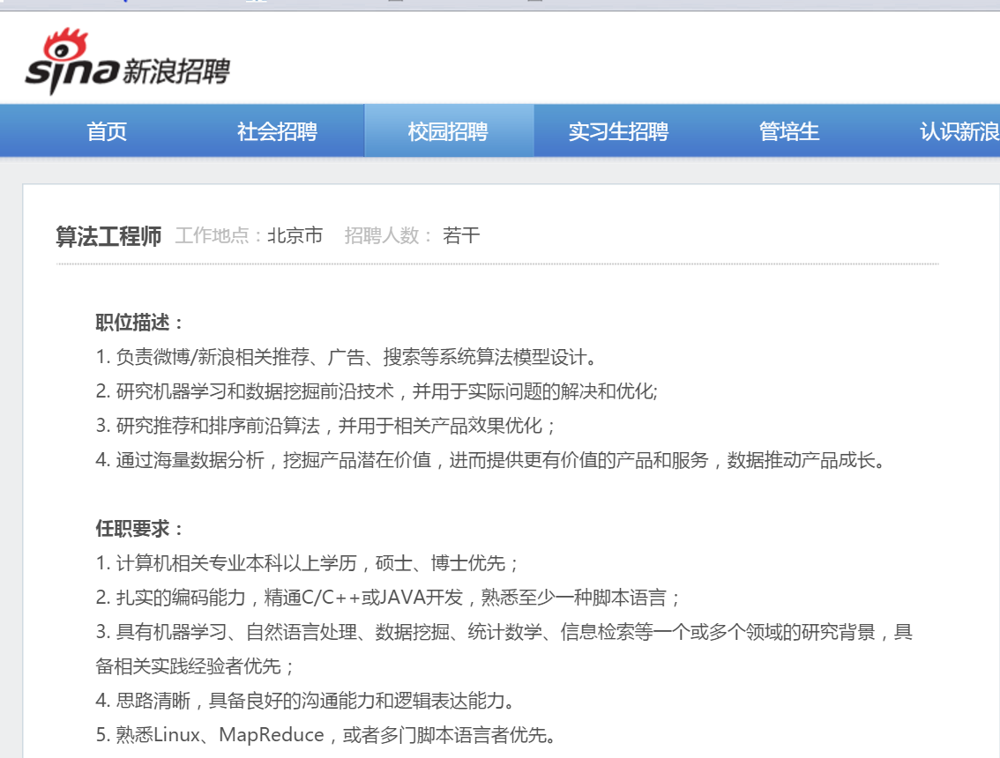 sina新浪招聘
首页 社会招聘 校园招聘 实习生招聘 管培生 认识新浪
算法工程师 工作地点：北京市 招聘人数： 若干
职位描述：
1. 负责微博/新浪相关推荐、广告、搜索等系统算法模型设计。
2. 研究机器学习和数据挖掘前沿技术，并用于实际问题的解决和优化;
3. 研究推荐和排序前沿算法，并用于相关产品效果优化；
4. 通过海量数据分析，挖掘产品潜在价值，进而提供更有价值的产品和服务，数据推动产品成长。
任职要求：
1. 计算机相关专业本科以上学历，硕士、博士优先；
2. 扎实的编码能力，精通C/C++或JAVA开发，熟悉至少一种脚本语言；
3. 具有机器学习、自然语言处理、数据挖掘、统计数学、信息检索等一个或多个领域的研究背景，具
备相关实践经验者优先；
4. 思路清晰，具备良好的沟通能力和逻辑表达能力。
5. 熟悉Linux、MapReduce，或者多门脚本语言者优先。